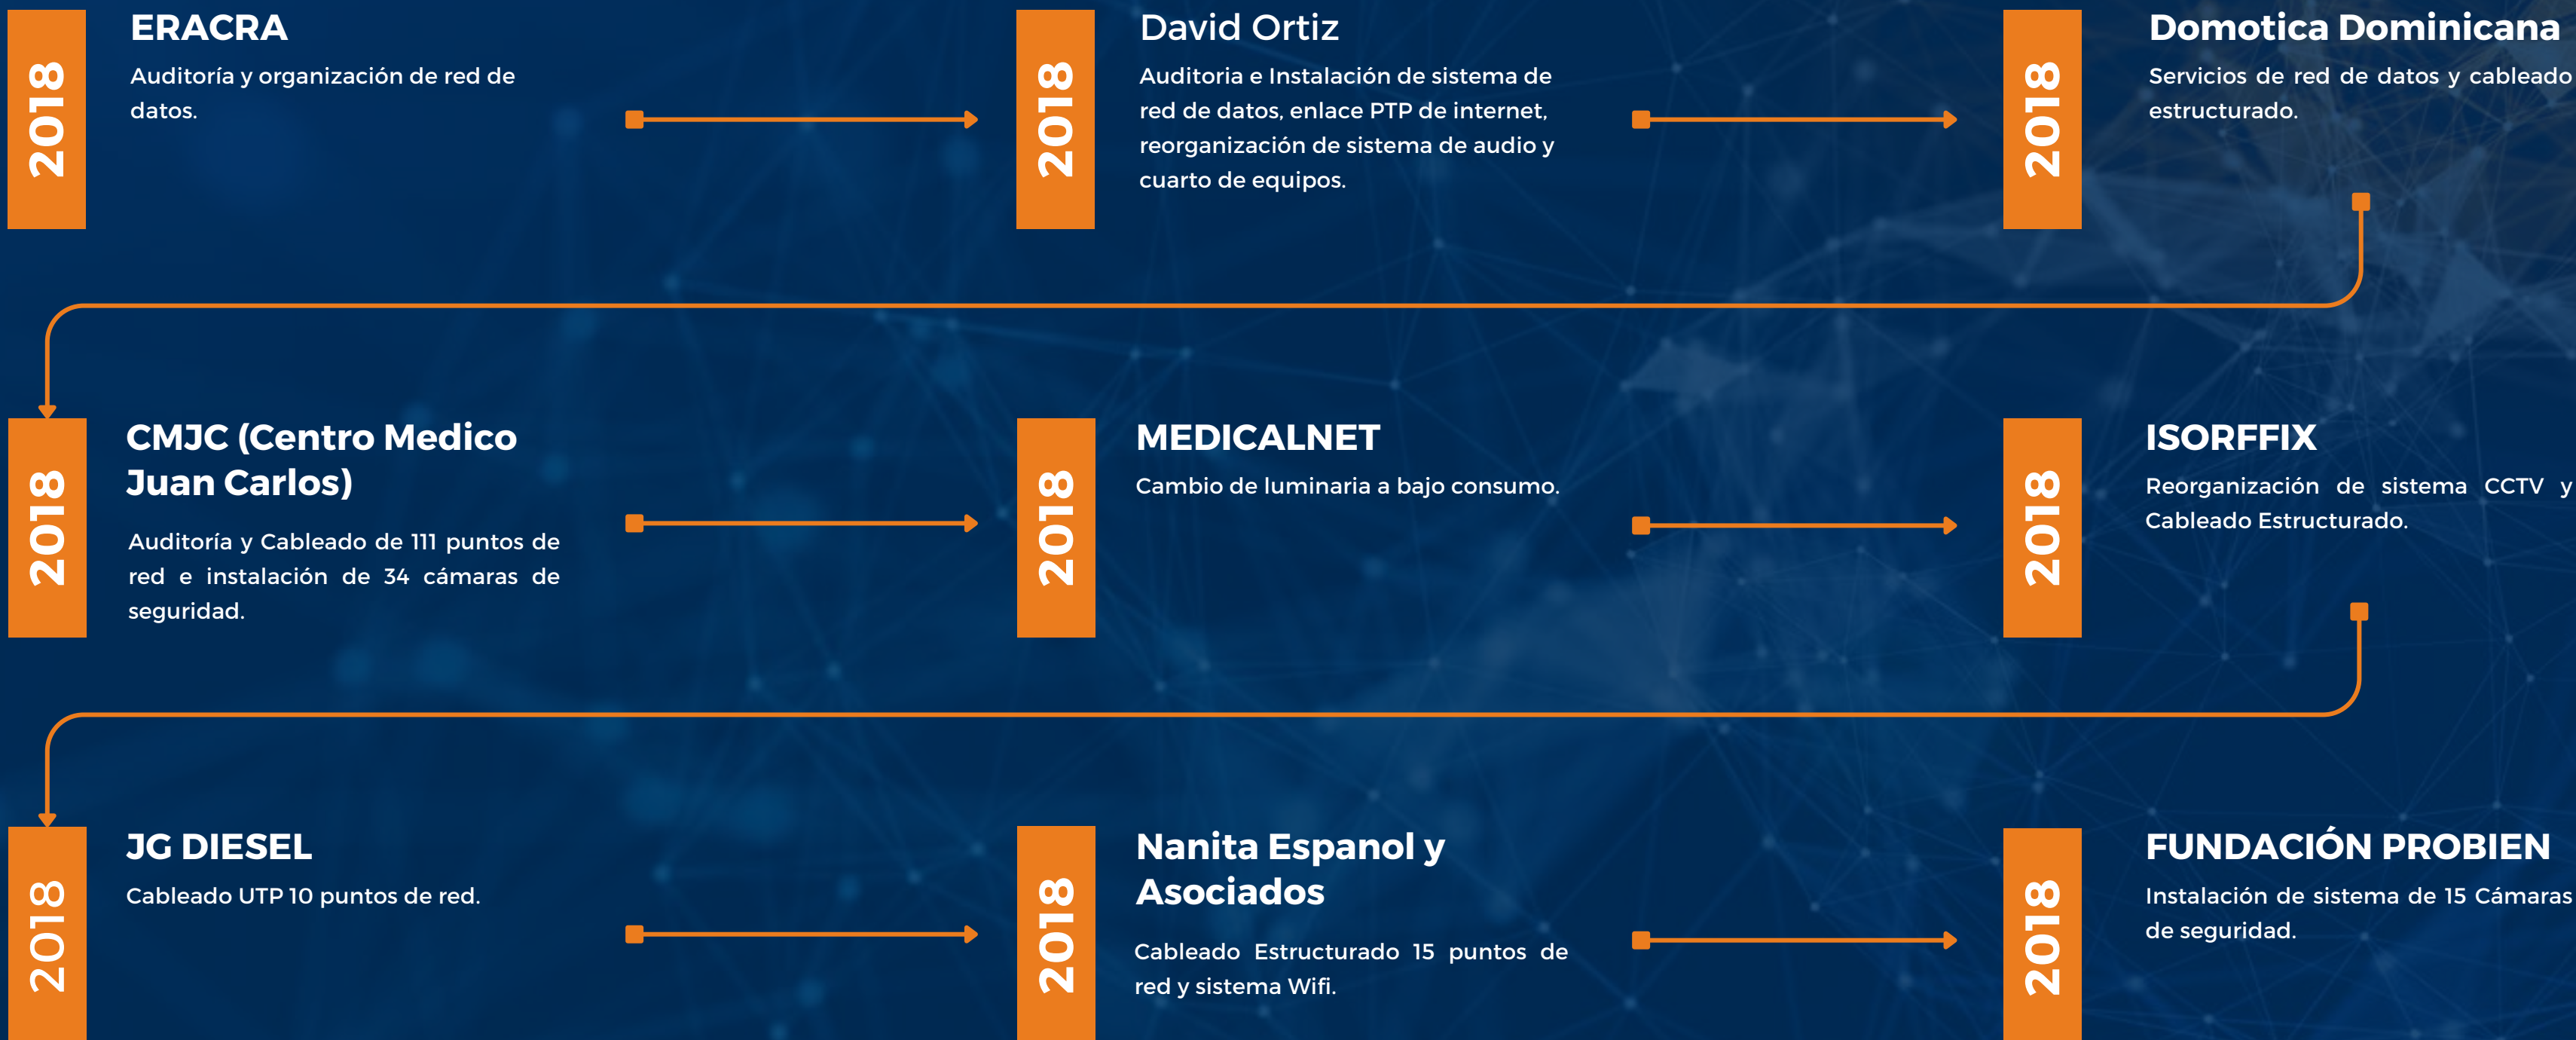 2018
ERACRA
Auditoría y organización de red de
datos.
2018
David Ortiz
Auditoria e Instalación de sistema de
red de datos, enlace PTP de internet,
reorganización de sistema de audio y
cuarto de equipos.
2018
Domotica Dominicana
Servicios de red de datos y cableado
estructurado.
2018
CMJC (Centro Medico
Juan Carlos)
Auditoría y Cableado de 111 puntos de
red e instalación de 34 cámaras de
seguridad.
2018
MEDICALNET
Cambio de luminaria a bajo consumo.
2018
ISORFFIX
Reorganización de sistema CCTV y
Cableado Estructurado.
2018
JG DIESEL
Cableado UTP 10 puntos de red.
2018
Nanita Espanol y
Asociados
Cableado Estructurado 15 puntos de
red y sistema Wifi.
2018
FUNDACIÓN PROBIEN
Instalación de sistema de 15 Cámaras
de seguridad.